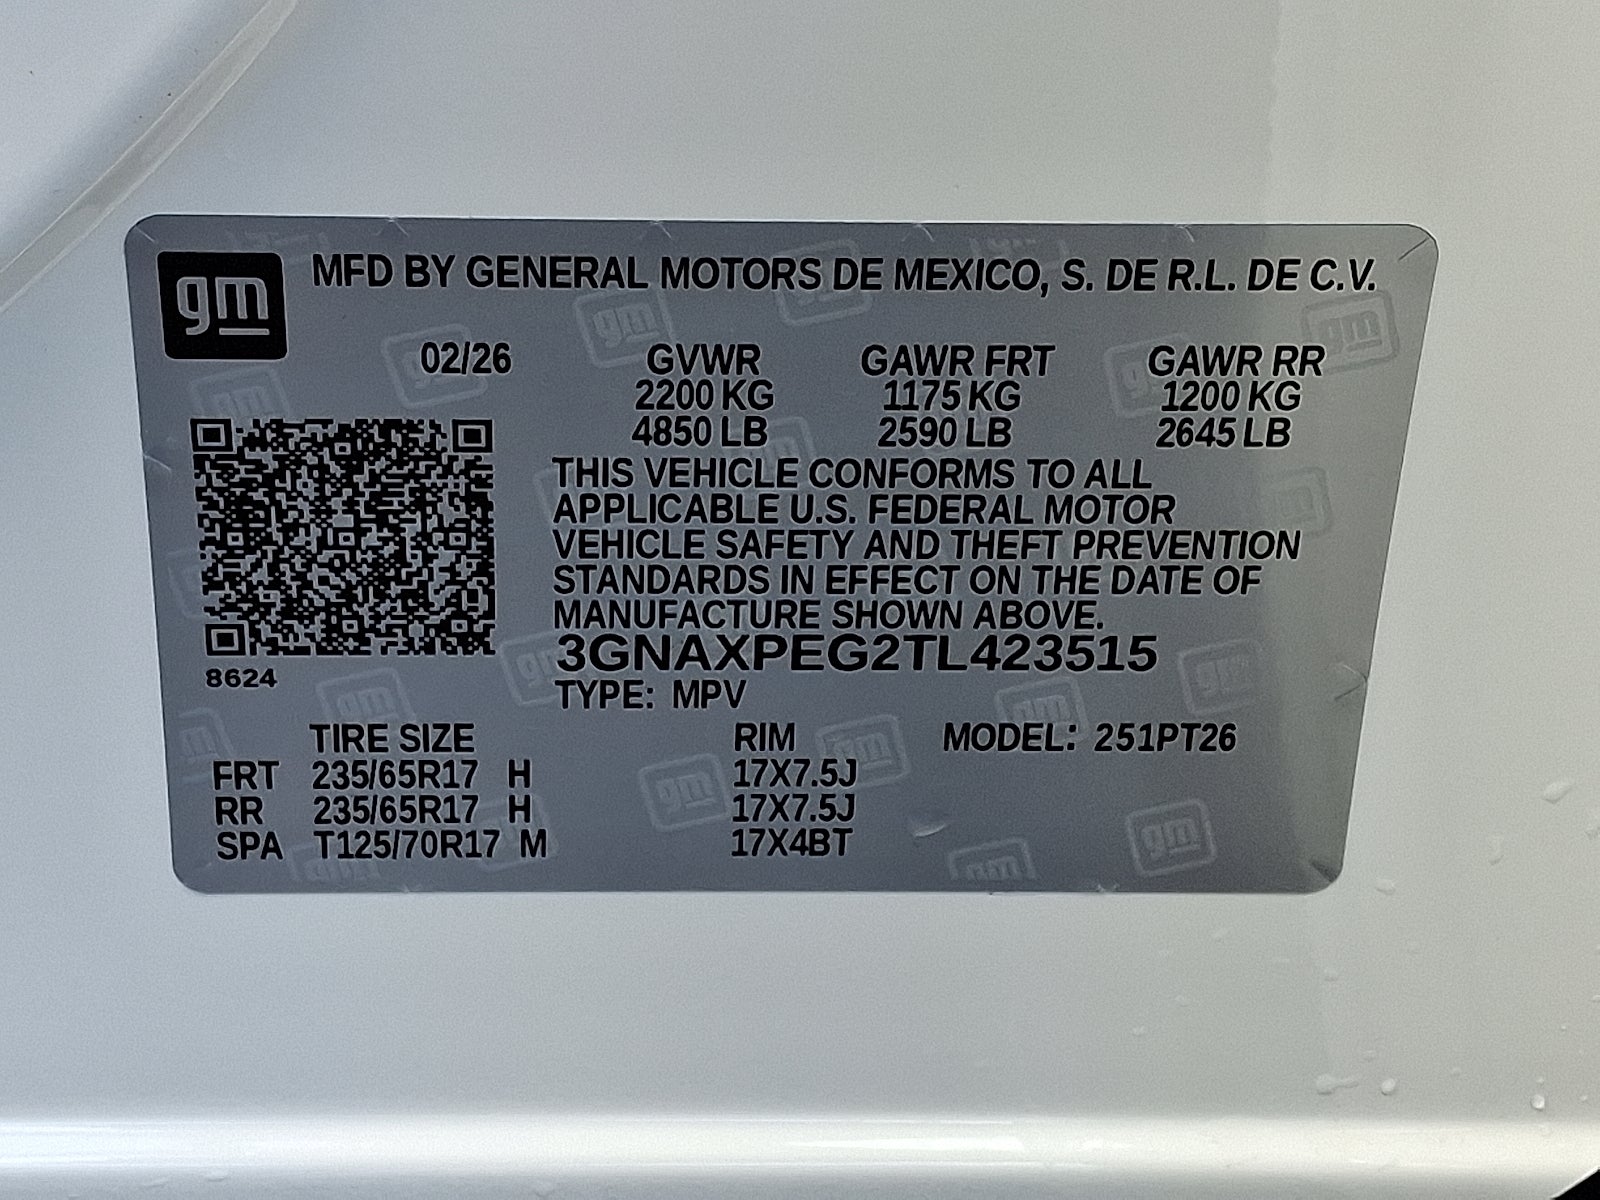 gm MFD BY GENERAL MOTORS DE MEXICO, S. DE R.L. DE C.V.
02/26 GVWR GAWR FRT GAWR RR
2200 KG 1175 KG 1200 KG
4850 LB 2590 LB 2645 LB
THIS VEHICLE CONFORMS TO ALL
APPLICABLE U.S. FEDERAL MOTOR
VEHICLE SAFETY AND THEFT PREVENTION
STANDARDS IN EFFECT ON THE DATE OF
MANUFACTURE SHOWN ABOVE.
3GNAXPEG2TL423515
8624
TYPE: MPV
TIRE SIZE RIM MODEL: 251PT26
FRT 235/65R17 H 17X7.5J
RR 235/65R17 H 17X7.5J
SPA T125/70R17 M 17X4BT